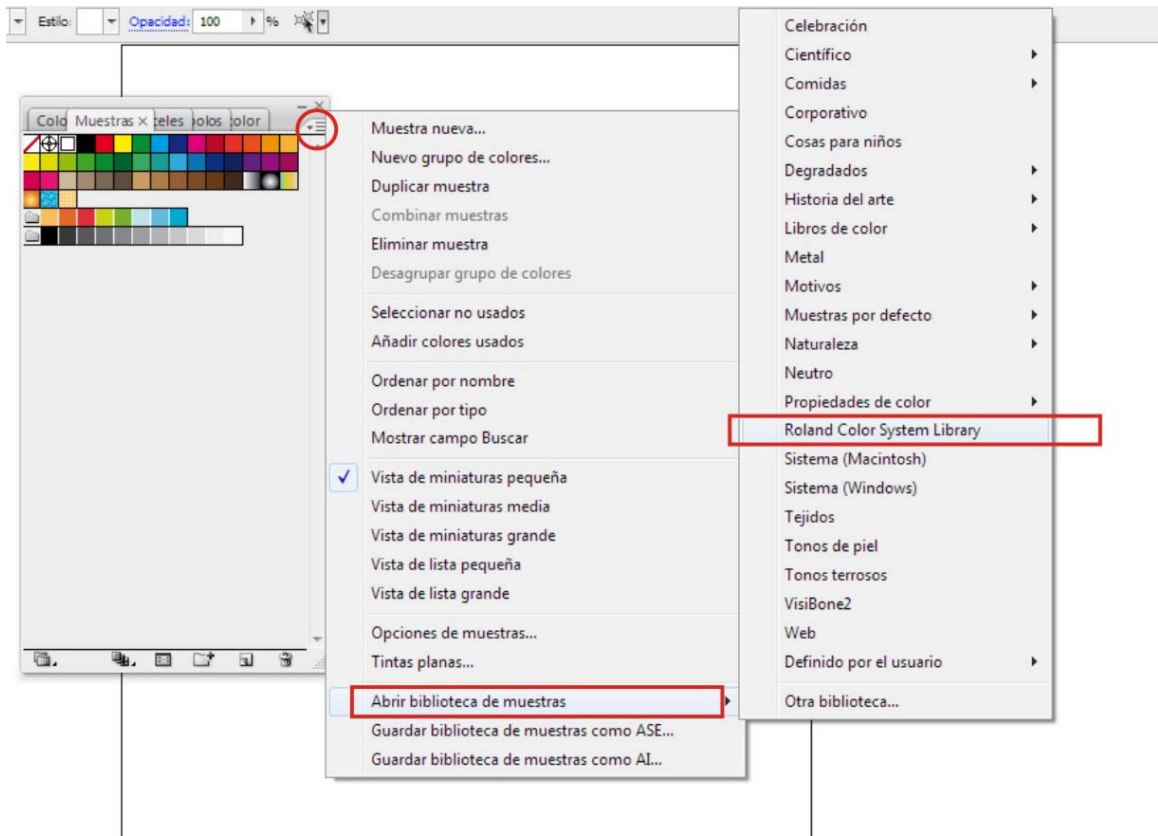 Estilo:
Opacidad: 100 %
Colo Muestras × teles bolos color
Muestra nueva...
Nuevo grupo de colores...
Duplicar muestra
Combinar muestras
Eliminar muestra
Desagrupar grupo de colores
Seleccionar no usados
Añadir colores usados
Ordenar por nombre
Ordenar por tipo
Mostrar campo Buscar
Vista de miniaturas pequeña
Vista de miniaturas media
Vista de miniaturas grande
Vista de lista pequeña
Vista de lista grande
Opciones de muestras...
Tintas planas...
Abrir biblioteca de muestras
Guardar biblioteca de muestras como ASE...
Guardar biblioteca de muestras como AI...
Celebración
Científico
Comidas
Corporativo
Cosas para niños
Degradados
Historia del arte
Libros de color
Metal
Motivos
Muestras por defecto
Naturaleza
Neutro
Propiedades de color
Roland Color System Library
Sistema (Macintosh)
Sistema (Windows)
Tejidos
Tonos de piel
Tonos terrosos
VisiBone2
Web
Definido por el usuario
Otra biblioteca...